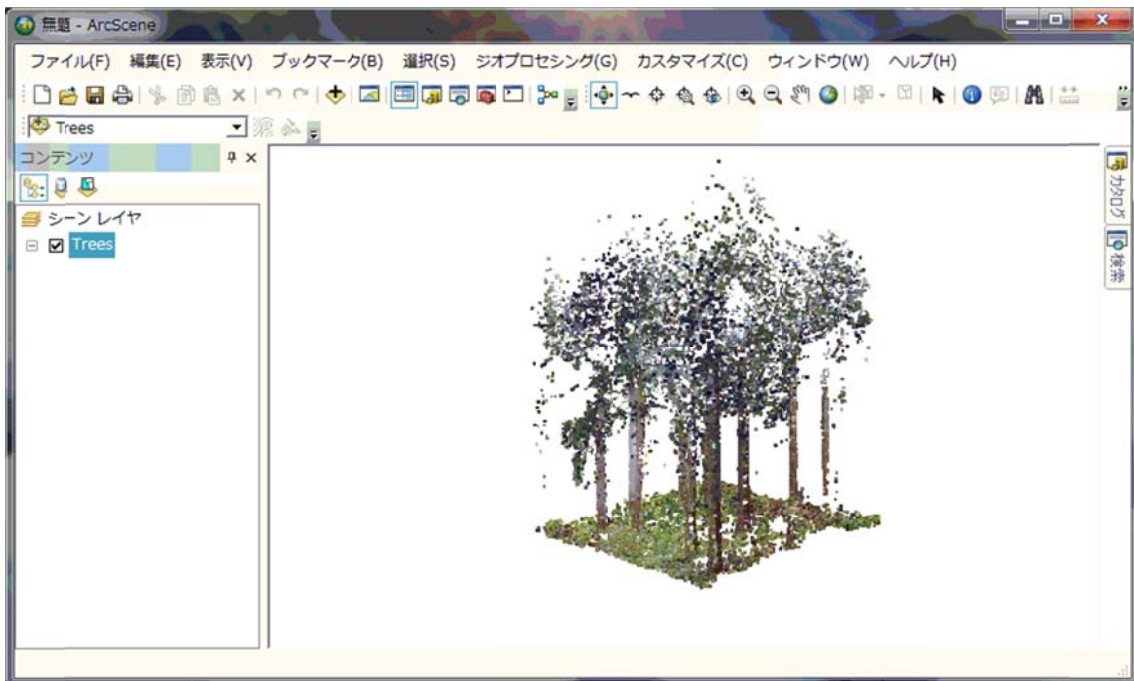 無題 - ArcScene
ファイル(F) 編集(E) 表示(V) ブックマーク(B) 選択(S) ジオプロセシング(G) カスタマイズ(C) ウィンドウ(W) ヘルプ(H)
Trees
コンテンツ
シーン レイヤ
Trees
カタログ
検索